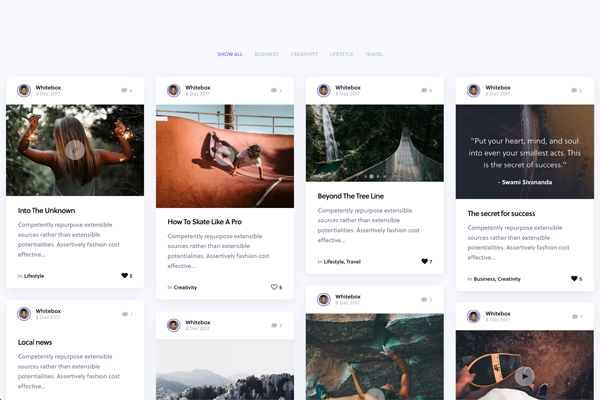 SHOW ALL BUSINESS CREATIVITY LIFESTYLE TRAVEL
Whitebox
8 Dec 2017
4
Into The Unknown
Competently repurpose extensible
sources rather than extensible
potentialities. Assertively fashion cost
effective...
In Lifestyle
5
Whitebox
8 Dec 2017
1
Local news
Competently repurpose extensible
sources rather than extensible
potentialities. Assertively fashion cost
effective...
Whitebox
8 Dec 2017
How To Skate Like A Pro
Competently repurpose extensible
sources rather than extensible
potentialities. Assertively fashion cost
effective...
In Creativity
5
Whitebox
8 Dec 2017
Whitebox
8 Dec 2017
Beyond The Tree Line
Competently repurpose extensible
sources rather than extensible
potentialities. Assertively fashion cost
effective...
In Lifestyle, Travel
7
Whitebox
8 Dec 2017
Whitebox
8 Dec 2017
"Put your heart, mind, and soul
into even your smallest acts. This
is the secret of success."
- Swami Sivananda
The secret for success
Competently repurpose extensible
sources rather than extensible
potentialities. Assertively fashion cost
effective...
In Business, Creativity
5
Whitebox
8 Dec 2017